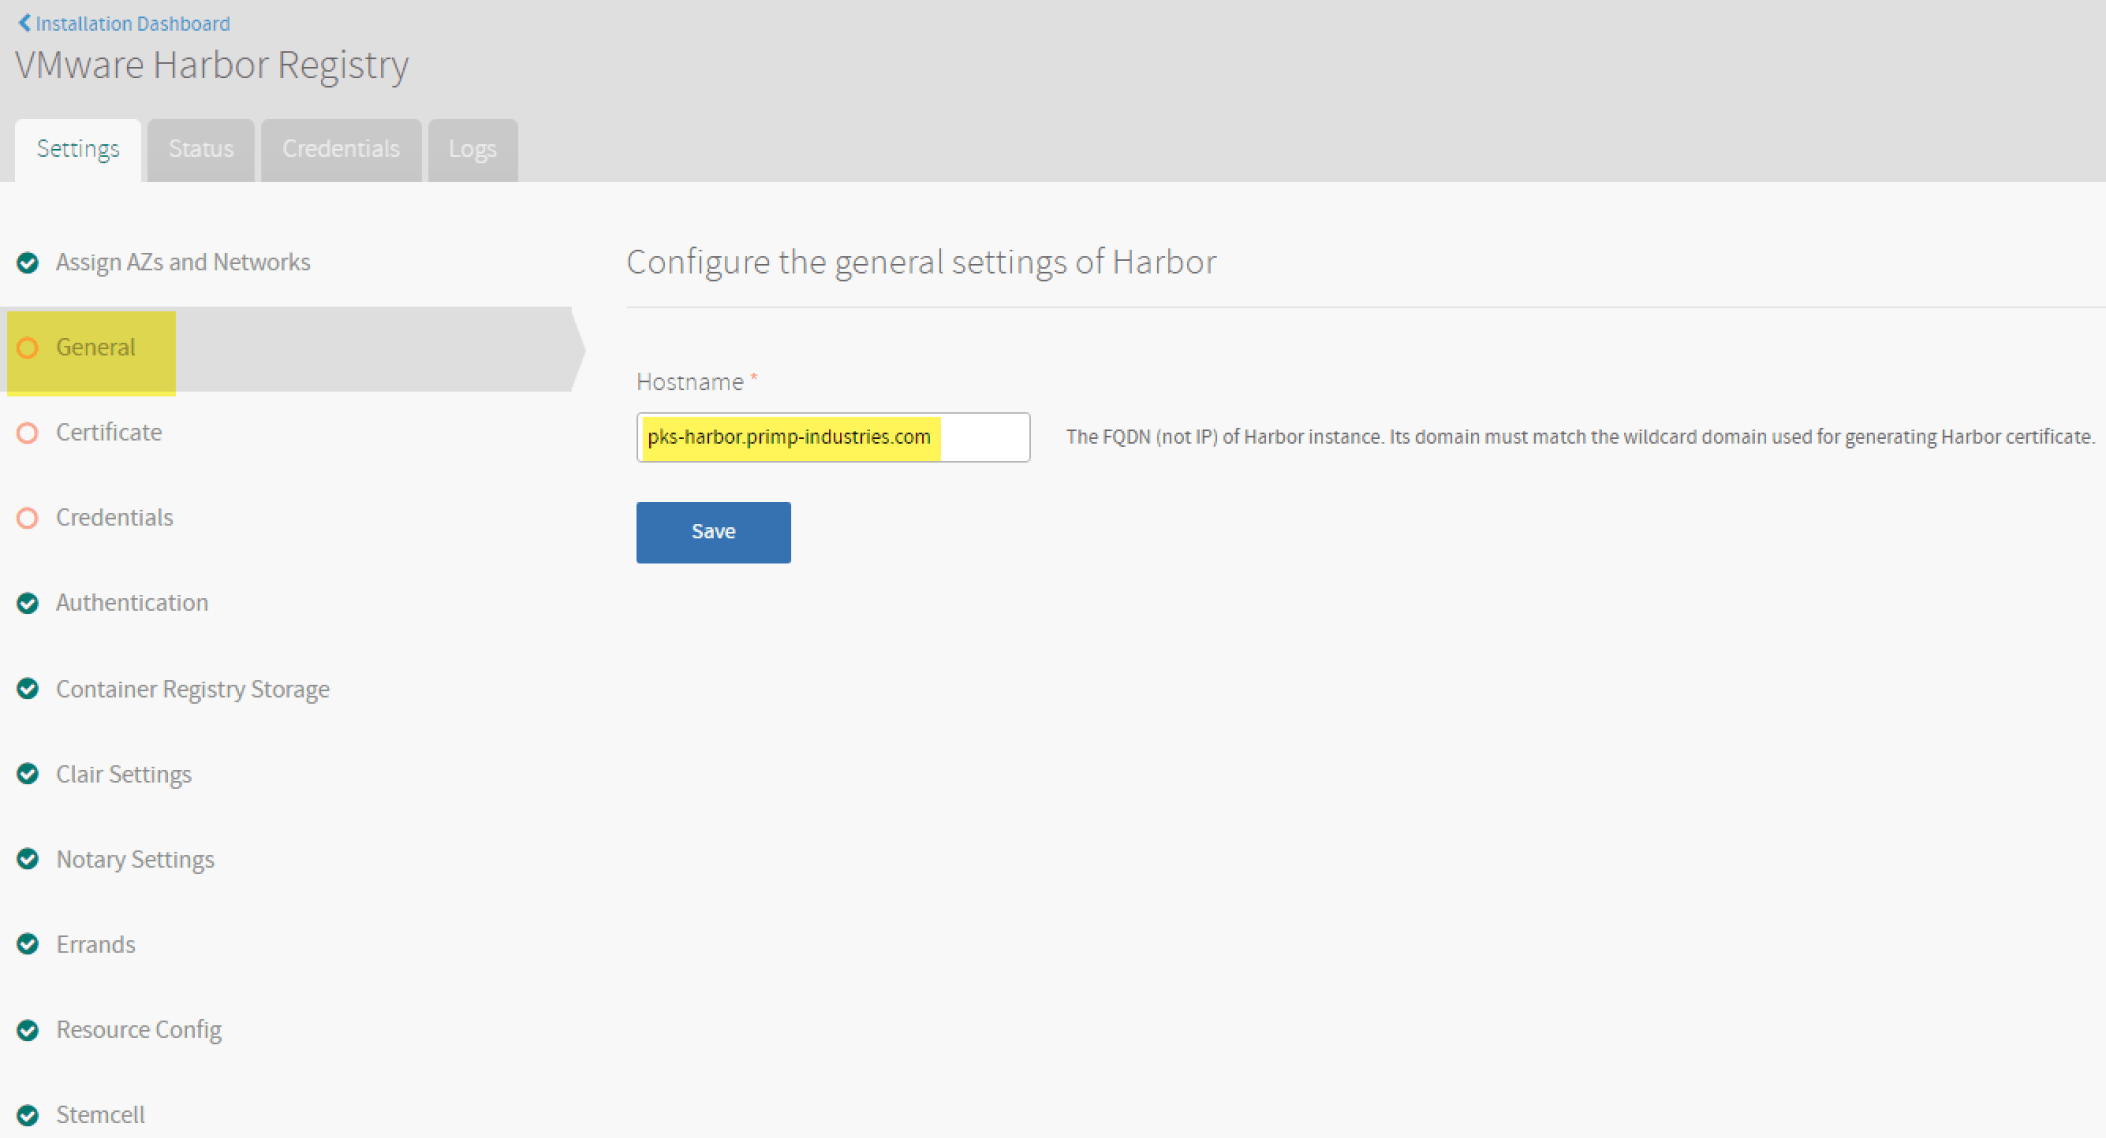 Installation Dashboard
VMware Harbor Registry
Settings
Status
Credentials
Logs
Assign AZs and Networks
General
Certificate
Credentials
Authentication
Container Registry Storage
Clair Settings
Notary Settings
Errands
Resource Config
Stemcell
Configure the general settings of Harbor
Hostname *
pks-harbor.primp-industries.com
The FQDN (not IP) of Harbor instance. Its domain must match the wildcard domain used for generating Harbor certificate.
Save